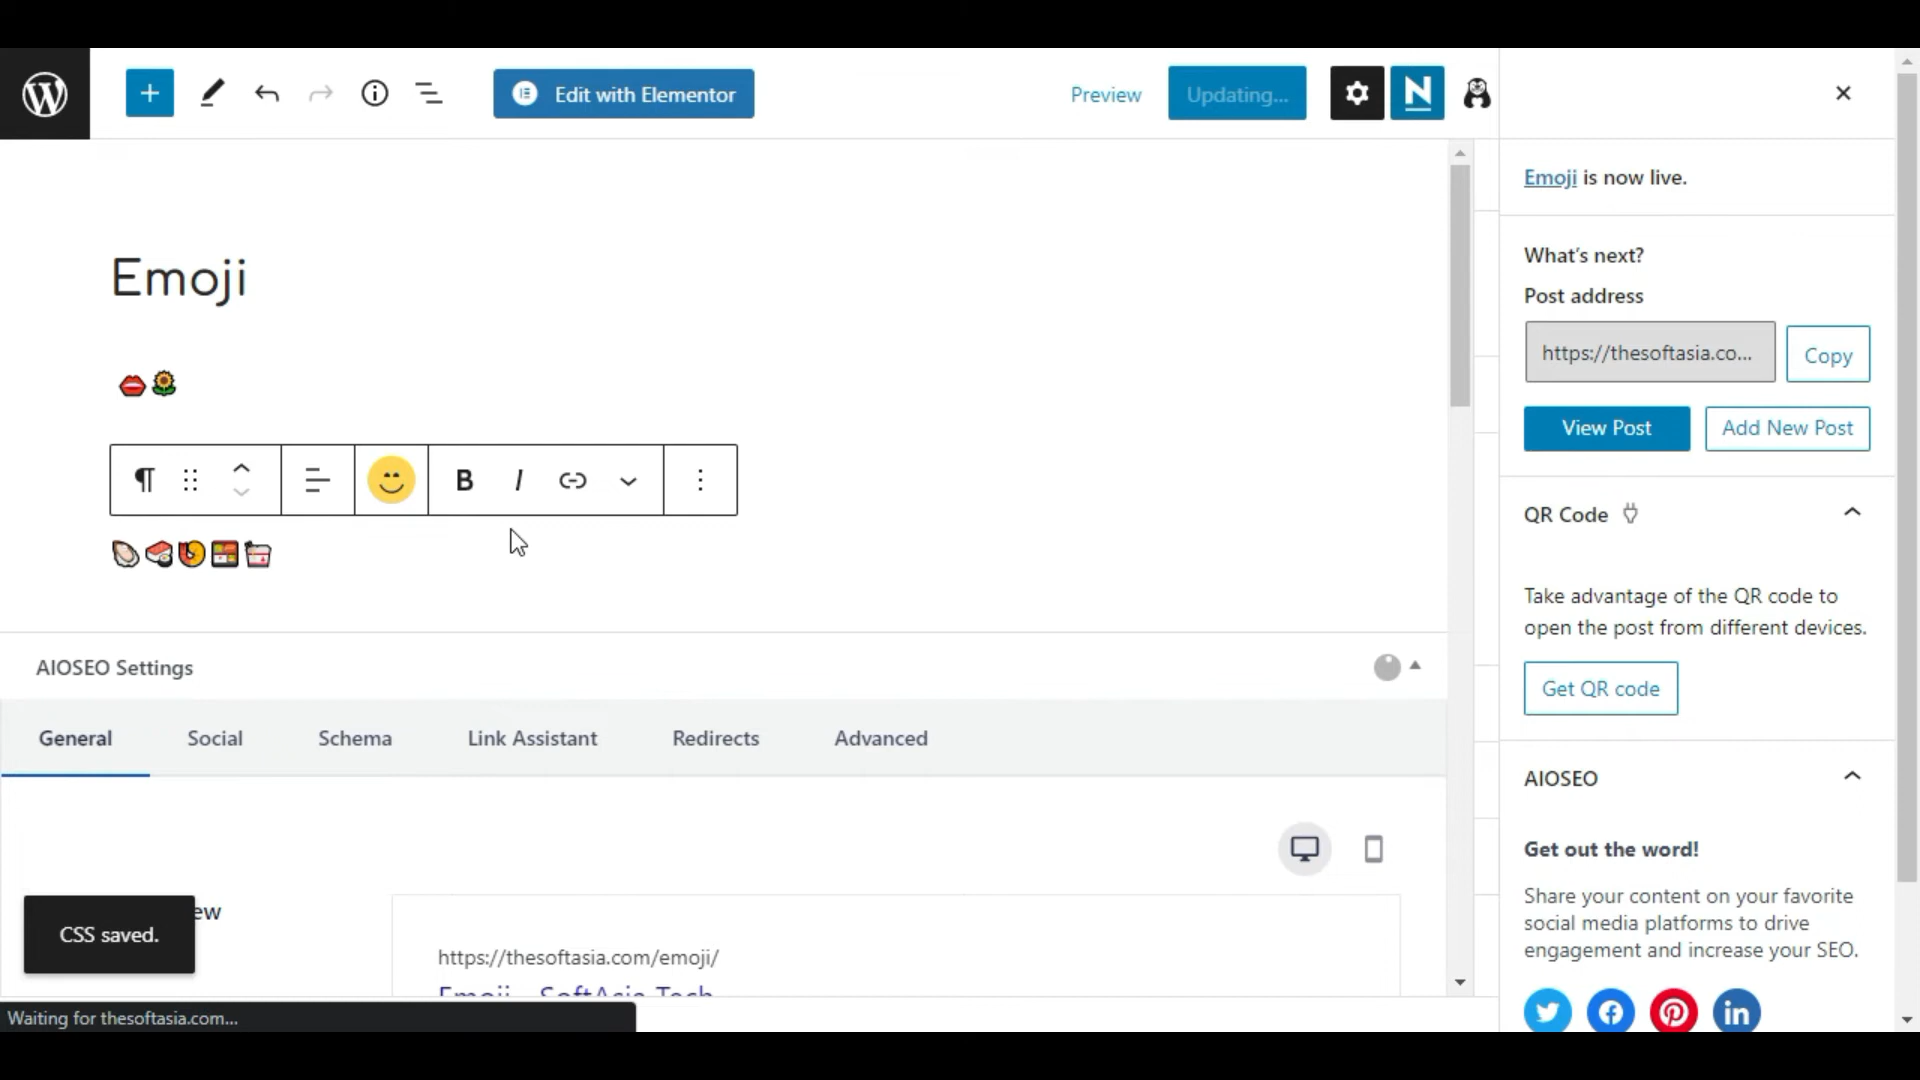 Edit with Elementor
Preview
Updating...
Emoji is now live.
What's next?
Post address
https://thesoftasia.co...
Copy
View Post
Add New Post
Emoji
B I
QR Code
Take advantage of the QR code to
open the post from different devices.
Get QR code
AIOSEO Settings
General
Social
Schema
Link Assistant
Redirects
Advanced
AIOSEO
Get out the word!
Share your content on your favorite
social media platforms to drive
engagement and increase your SEO.
ew
CSS saved.
https://thesoftasia.com/emoji/
Emoji - SoftAsia Tech
Waiting for thesoftasia.com...